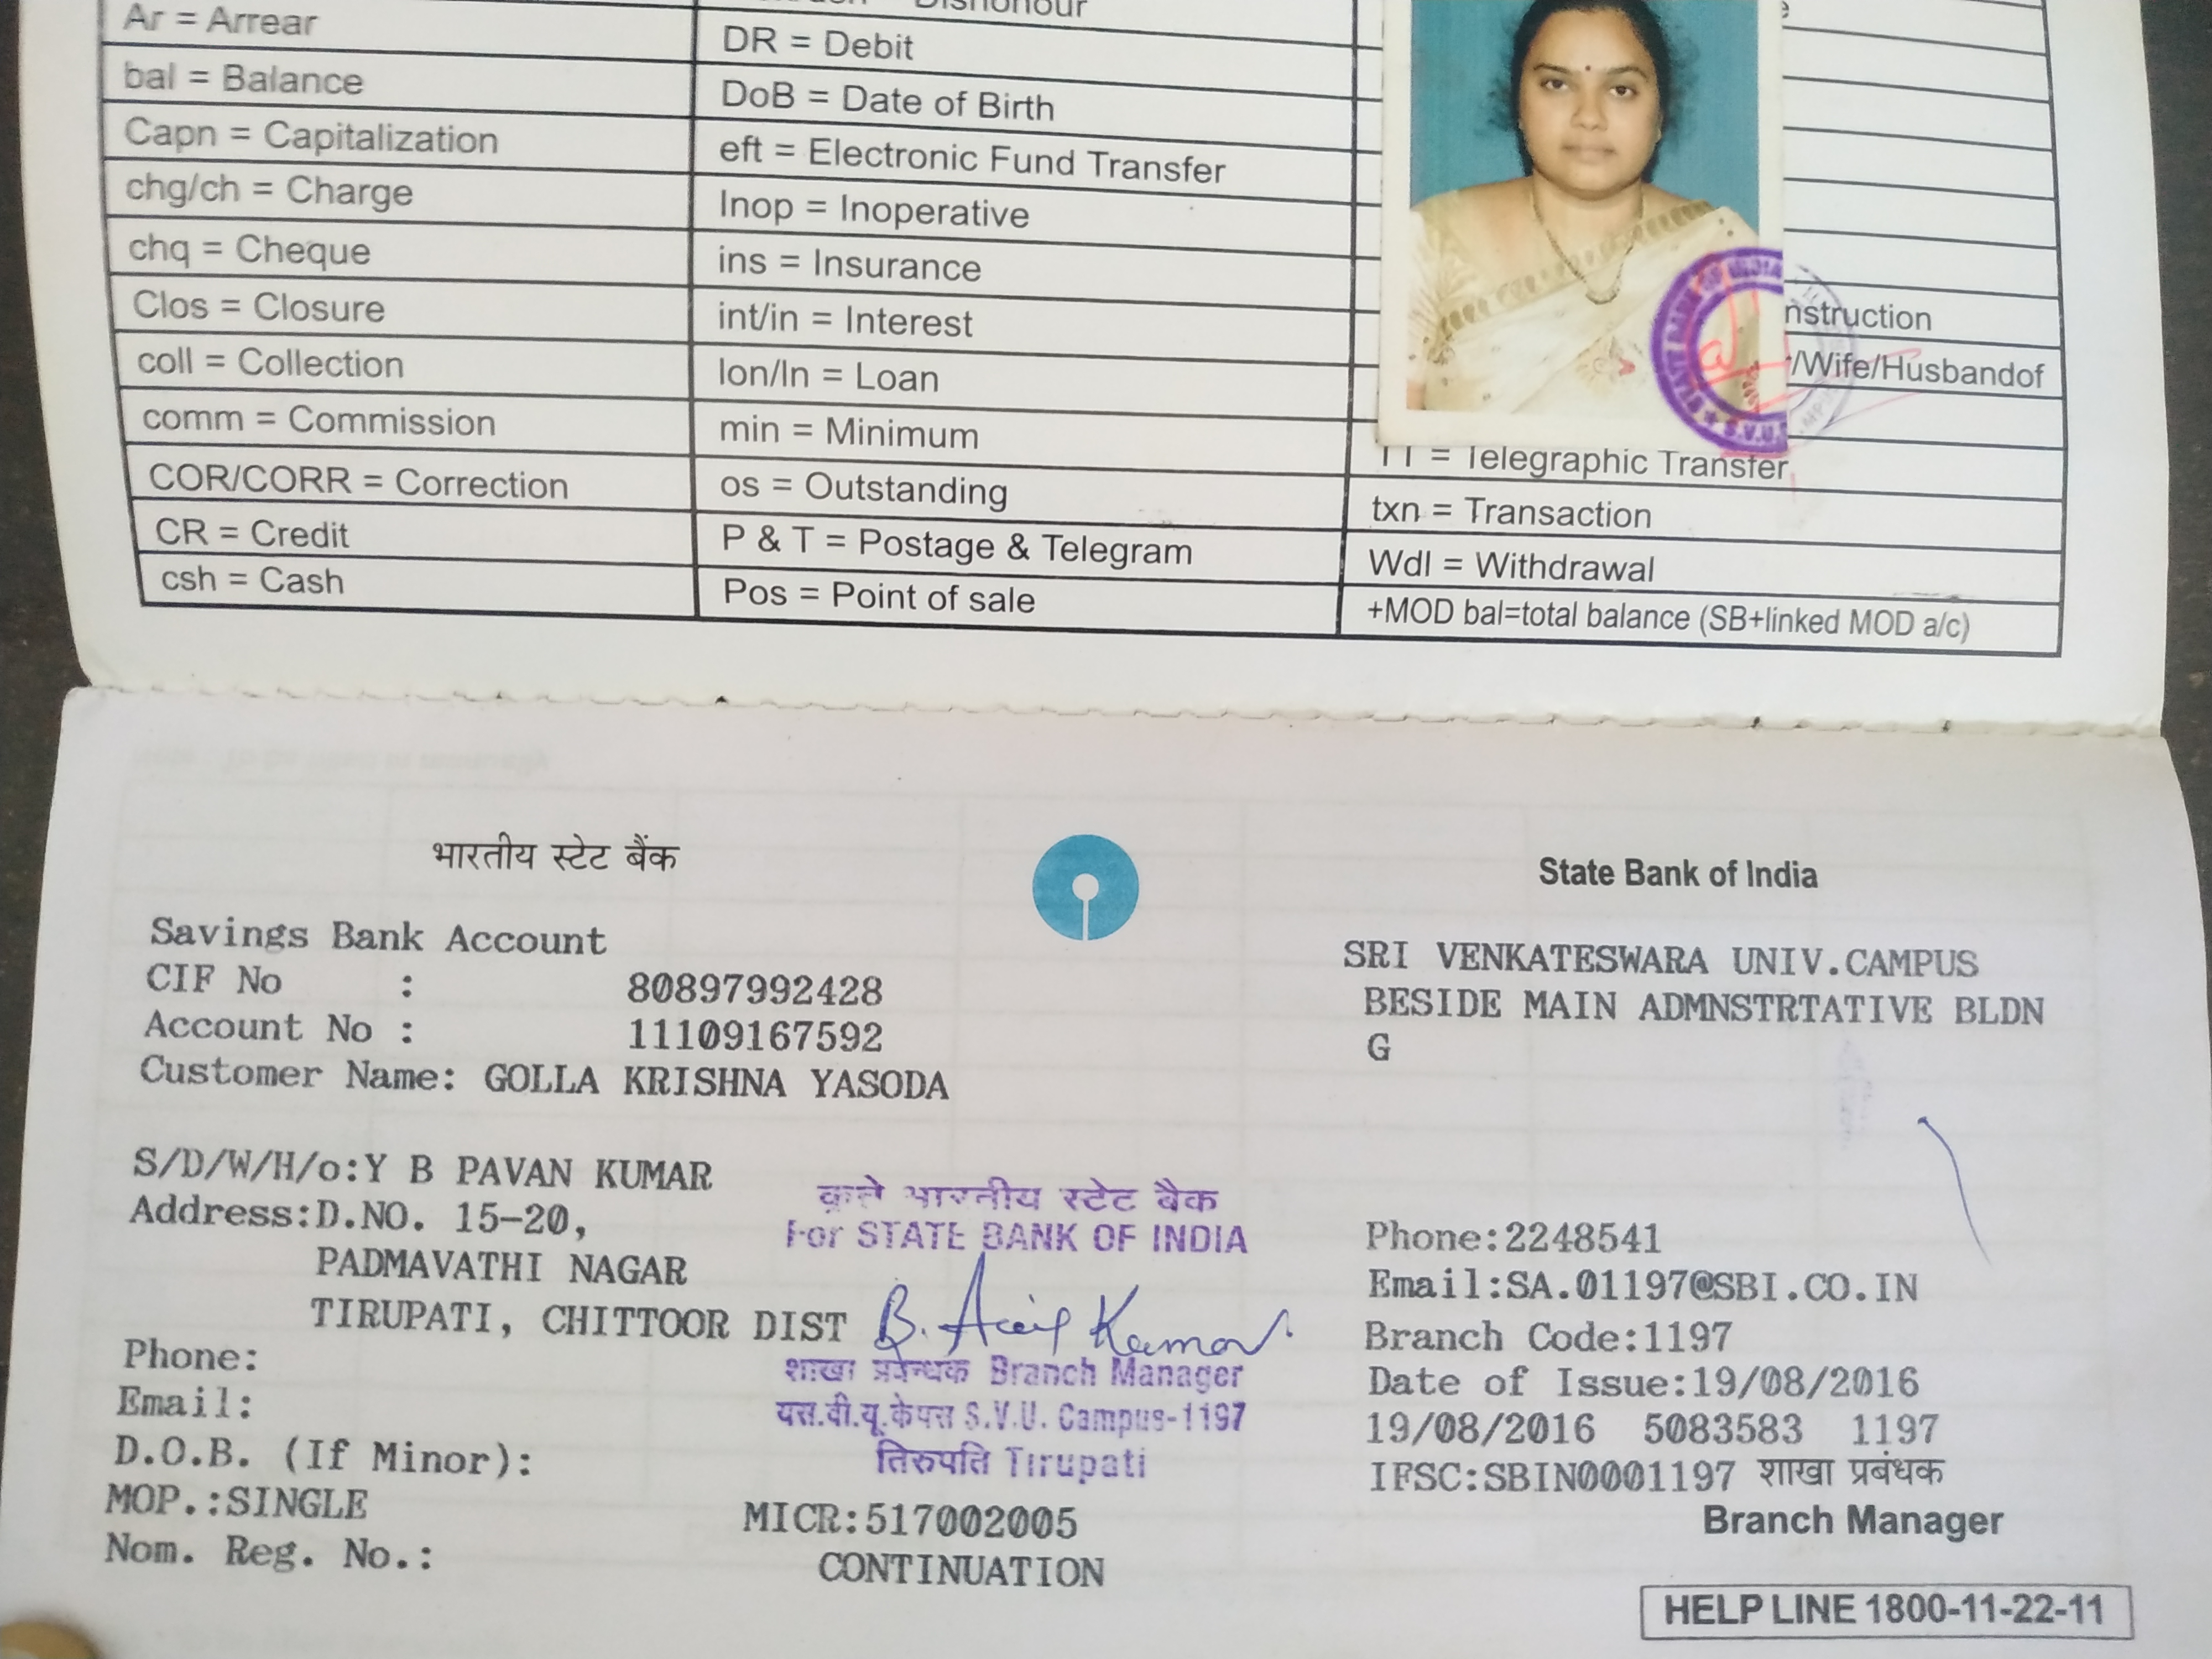 Ar = Arrear
bal = Balance
Capn = Capitalization
chg/ch = Charge
chq = Cheque
Clos = Closure
coll = Collection
comm = Commission
COR/CORR = Correction
CR = Credit
csh = Cash
DR = Debit
DoB = Date of Birth
eft = Electronic Fund Transfer
Inop = Inoperative
ins = Insurance
int/in = Interest
lon/ln = Loan
min = Minimum
os = Outstanding
P & T = Postage & Telegram
Pos = Point of sale
nstruction
/Wife/Husbandof
= Telegraphic Transfer
txn = Transaction
Wdl = Withdrawal
+MOD bal=total balance (SB+linked MOD a/c)
STATE BANK OF INDIA
S.V.U
भारतीय स्टेट बैंक
State Bank of India
Savings Bank Account
CIF No : 80897992428
Account No : 11109167592
Customer Name: GOLLA KRISHNA YASODA
S/D/W/H/o:Y B PAVAN KUMAR
Address:D.NO. 15-20,
PADMAVATHI NAGAR
TIRUPATI, CHITTOOR DIST
Phone:
Email:
D.O.B. (If Minor):
MOP.:SINGLE
Nom. Reg. No.:
SRI VENKATESWARA UNIV.CAMPUS
BESIDE MAIN ADMNSTRTATIVE BLDN
G
Phone:2248541
Email:SA.01197@SBI.CO.IN
Branch Code:1197
Date of Issue:19/08/2016
19/08/2016 5083583 1197
IFSC:SBIN0001197 शाखा प्रबंधक
Branch Manager
MICR:517002005
CONTINUATION
कृते भारतीय स्टेट बैंक
For STATE BANK OF INDIA
शाखा प्रबन्धक Branch Manager
एस.वी.यू.केंपस S.V.U. Campus-1197
तिरुपति Tirupati
HELP LINE 1800-11-22-11